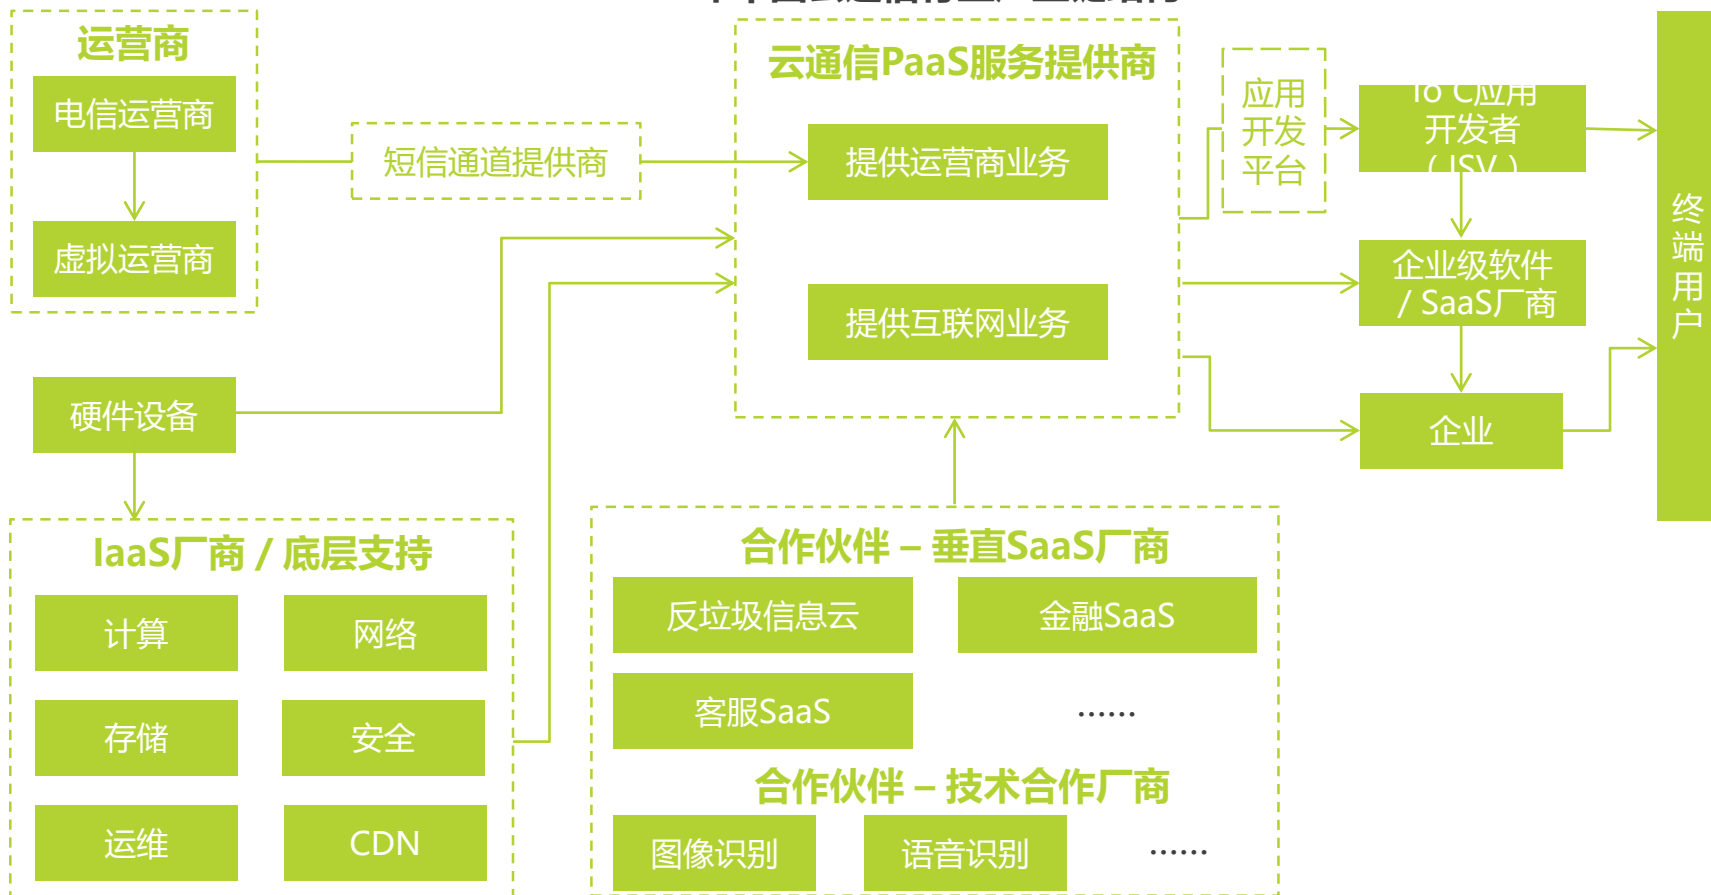 运营商
电信运营商
虚拟运营商
短信通道提供商
云通信PaaS服务提供商
提供运营商业务
提供互联网业务
应用
开发
平台
To C应用
开发者
（ISV）
企业级软件
/ SaaS厂商
企业
终
端
用
户
硬件设备
IaaS厂商 / 底层支持
计算
网络
存储
安全
运维
CDN
合作伙伴 – 垂直SaaS厂商
反垃圾信息云
金融SaaS
客服SaaS
……
合作伙伴 – 技术合作厂商
图像识别
语音识别
……